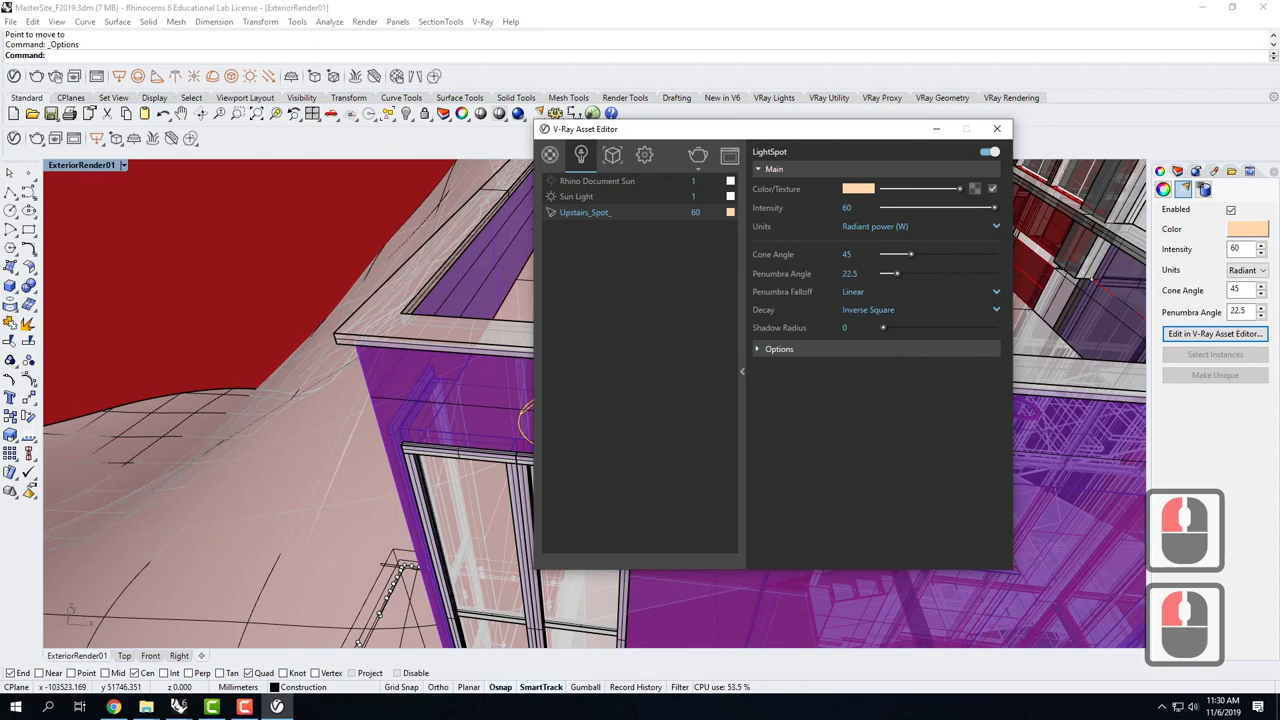 MasterSite_F2019.3dm (7 MB) - Rhinoceros 6 Educational Lab License - [ExteriorRender01]
File Edit View Curve Surface Solid Mesh Dimension Transform Tools Analyze Render Panels SectionTools V-Ray Help
Point to move to
Command: _Options
Command:
Standard CPlanes Set View Display Select Viewport Layout Visibility Transform Curve Tools Surface Tools Solid Tools Mesh Tools Render Tools Drafting New in V6 VRay Lights VRay Utility VRay Proxy VRay Geometry VRay Rendering
ExteriorRender01
V-Ray Asset Editor
Rhino Document Sun 1
Sun Light 1
Upstairs_Spot_ 60
LightSpot
Main
Color/Texture
Intensity 60
Units Radiant power (W)
Cone Angle 45
Penumbra Angle 22.5
Penumbra Falloff Linear
Decay Inverse Square
Shadow Radius 0
Options
Enabled
Color
Intensity 60
Units Radiant
Cone Angle 45
Penumbra Angle 22.5
Edit in V-Ray Asset Editor...
Select Instances
Make Unique
z
x
ExteriorRender01 Top Front Right
End Near Point Mid Cen Int Perp Tan Quad Knot Vertex Project Disable
CPlane x -103523.169 y 51746.351 z 0.000 Millimeters Construction Grid Snap Ortho Planar Osnap SmartTrack Gumball Record History Filter CPU use: 53.5 %
11:30 AM
11/6/2019